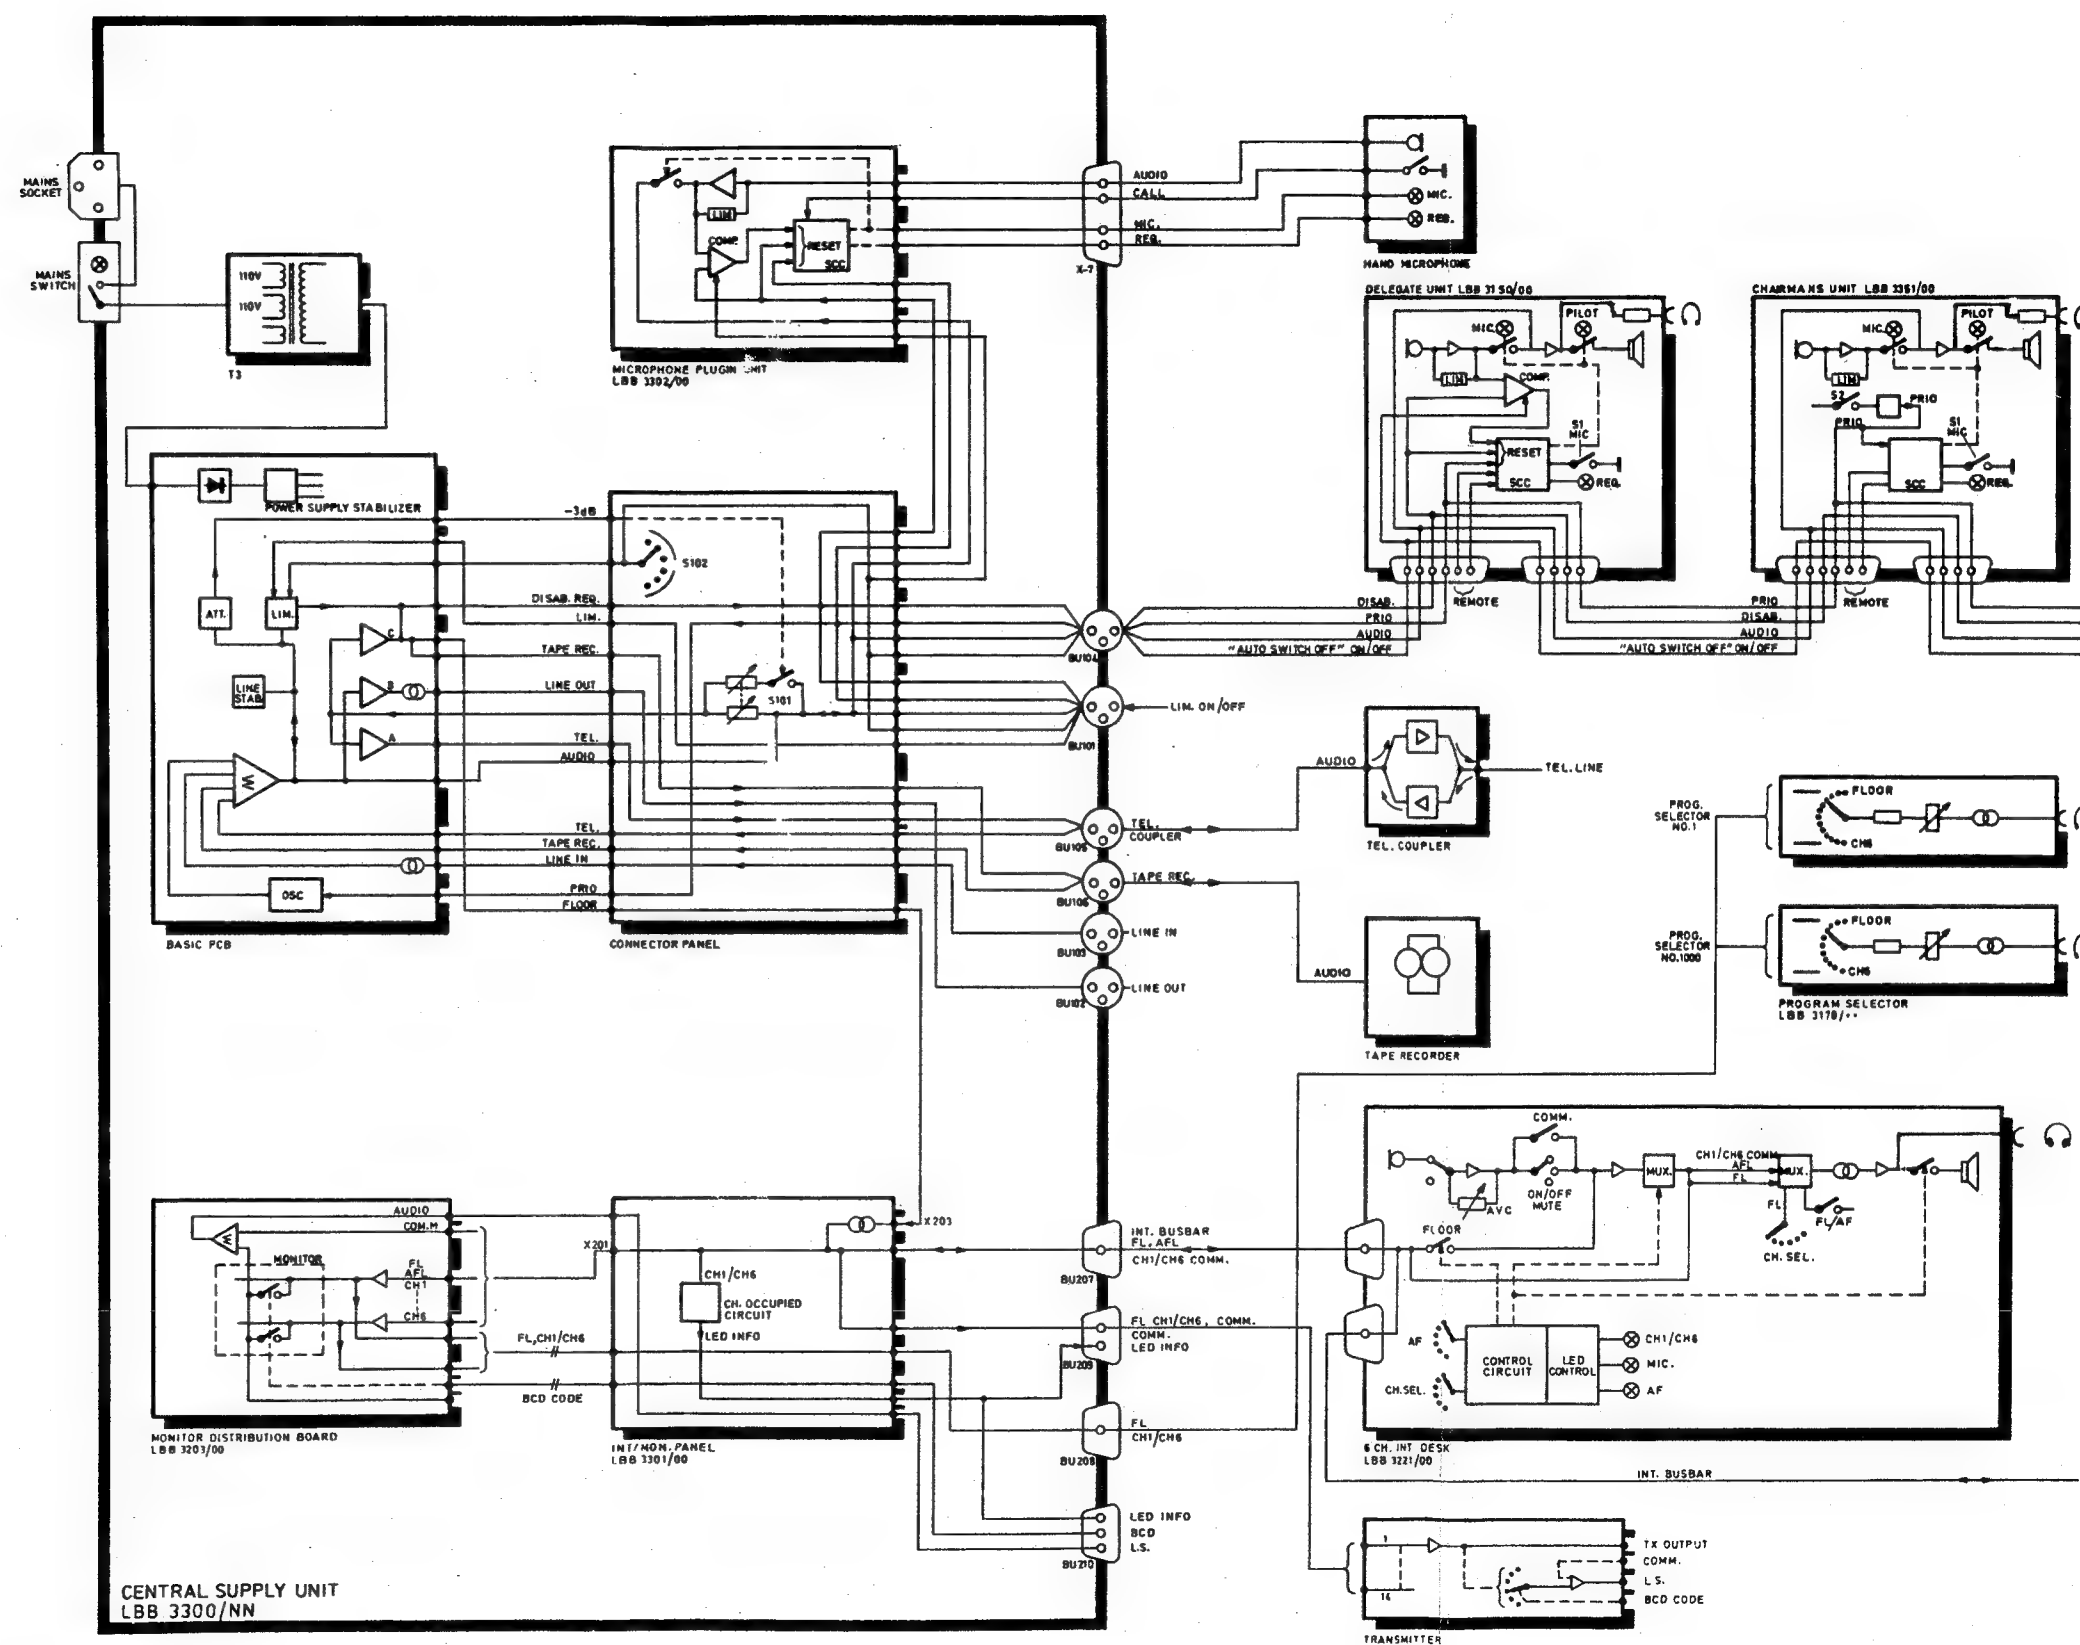 MAINS
SOCKET
MAINS
SWITCH
110V
110V
T3
LIM
COMP.
RESET
SCC
MICROPHONE PLUGIN UNIT
LBB 3302/00
AUDIO
CALL
MIC.
REQ.
X-7
MIC.
REQ.
HAND MICROPHONE
DELEGATE UNIT LBB 3150/00
PILOT
MIC.
LIM
COMP.
S1
MIC
RESET
SCC
REQ.
REMOTE
CHAIRMANS UNIT LBB 3351/00
PILOT
MIC.
LIM
S2
PRIO
PRIO
S1
MIC
SCC
REQ.
REMOTE
POWER SUPPLY STABILIZER
ATT.
LIM.
C
LINE
STAB.
B
A
OSC
BASIC PCB
-3dB
DISAB. REQ.
LIM.
TAPE REC.
LINE OUT
TEL.
AUDIO
TEL.
TAPE REC.
LINE IN
PRIO
FLOOR
S102
S101
CONNECTOR PANEL
DISAB.
PRIO
AUDIO
"AUTO SWITCH OFF" ON/OFF
PRIO
DISAB.
AUDIO
"AUTO SWITCH OFF" ON/OFF
BU104
LIM. ON/OFF
BU101
TEL.
COUPLER
BU105
TAPE REC.
BU106
LINE IN
BU103
LINE OUT
BU102
AUDIO
TEL. LINE
TEL. COUPLER
AUDIO
TAPE RECORDER
PROG.
SELECTOR
NO.1
FLOOR
CH6
PROG.
SELECTOR
NO.1000
FLOOR
CH6
PROGRAM SELECTOR
LBB 3178/··
AUDIO
COM.M
MONITOR
FL
AFL
CH1
CH6
MONITOR DISTRIBUTION BOARD
LBB 3203/00
X201
FL,CH1/CH6
BCD CODE
X203
CH1/CH6
CH. OCCUPIED
CIRCUIT
LED INFO
INT/MON. PANEL
LBB 3301/00
INT. BUSBAR
FL, AFL
CH1/CH6 COMM.
BU207
FL CH1/CH6, COMM.
COMM.
LED INFO
BU209
FL
CH1/CH6
BU208
LED INFO
BCD
L.S.
BU210
COMM.
ON/OFF
MUTE
AVC
FLOOR
MUX.
CH1/CH6 COMM.
AFL
FL
MUX.
FL
FL/AF
CH. SEL.
AF
CH.SEL.
CONTROL
CIRCUIT
LED
CONTROL
CH1/CH6
MIC.
AF
6 CH. INT DESK
LBB 3221/00
INT. BUSBAR
1
16
TX OUTPUT
COMM.
L.S.
BCD CODE
TRANSMITTER
CENTRAL SUPPLY UNIT
LBB 3300/NN